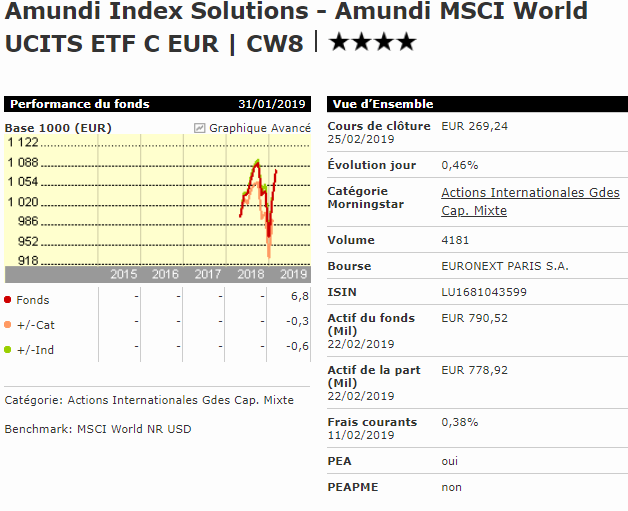 Amundi Index Solutions - Amundi MSCI World
UCITS ETF C EUR | CW8 | ★★★★
Performance du fonds 31/01/2019
Base 1000 (EUR) Graphique Avancé
1 122
1 088
1 054
1 020
986
952
918
2015 2016 2017 2018 2019
Fonds - - - - 6,8
+/-Cat - - - - -0,3
+/-Ind - - - - -0,6
Catégorie: Actions Internationales Gdes Cap. Mixte
Benchmark: MSCI World NR USD
Vue d’Ensemble
Cours de clôture EUR 269,24
25/02/2019
Évolution jour 0,46%
Catégorie Actions Internationales Gdes
Morningstar Cap. Mixte
Volume 4181
Bourse EURONEXT PARIS S.A.
ISIN LU1681043599
Actif du fonds EUR 790,52
(Mil)
22/02/2019
Actif de la part EUR 778,92
(Mil)
22/02/2019
Frais courants 0,38%
11/02/2019
PEA oui
PEAPME non